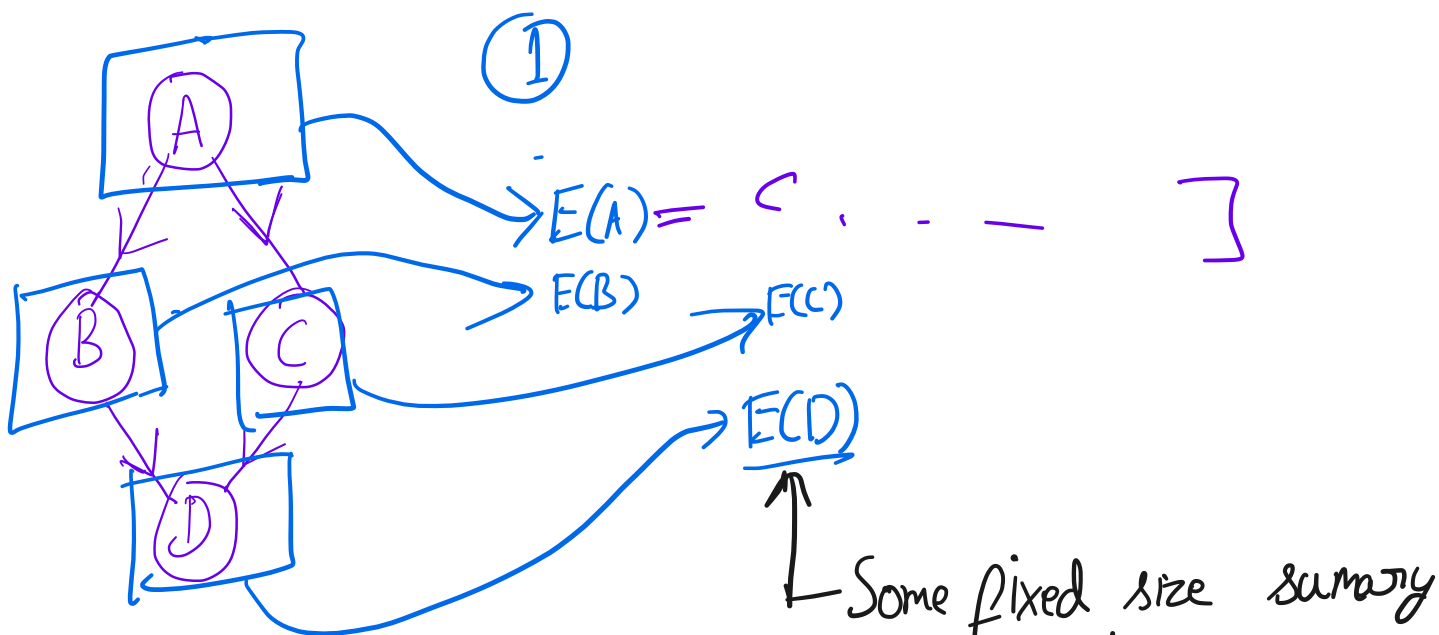 1
A
E(A) = [ . - — ]
E(B)
E(C)
B
C
E(D)
D
Some fixed size sumary